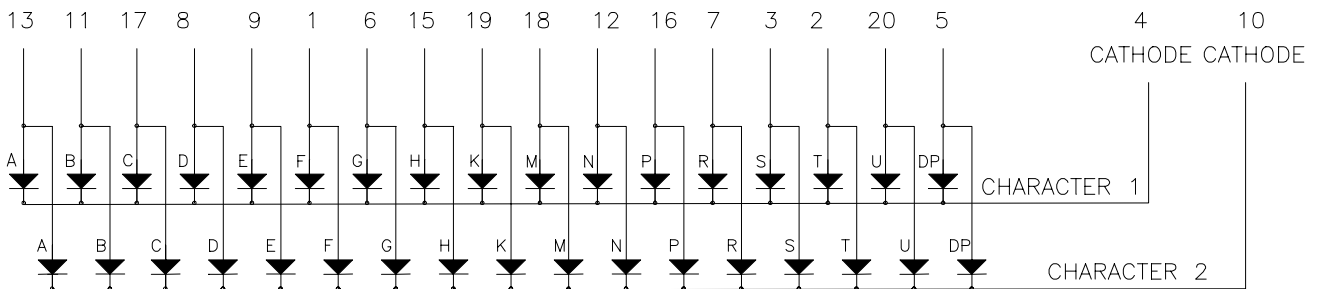 13 11 17 8 9 1 6 15 19 18 12 16 7 3 2 20 5 4 10
CATHODE CATHODE
A B C D E F G H K M N P R S T U DP
CHARACTER 1
A B C D E F G H K M N P R S T U DP
CHARACTER 2